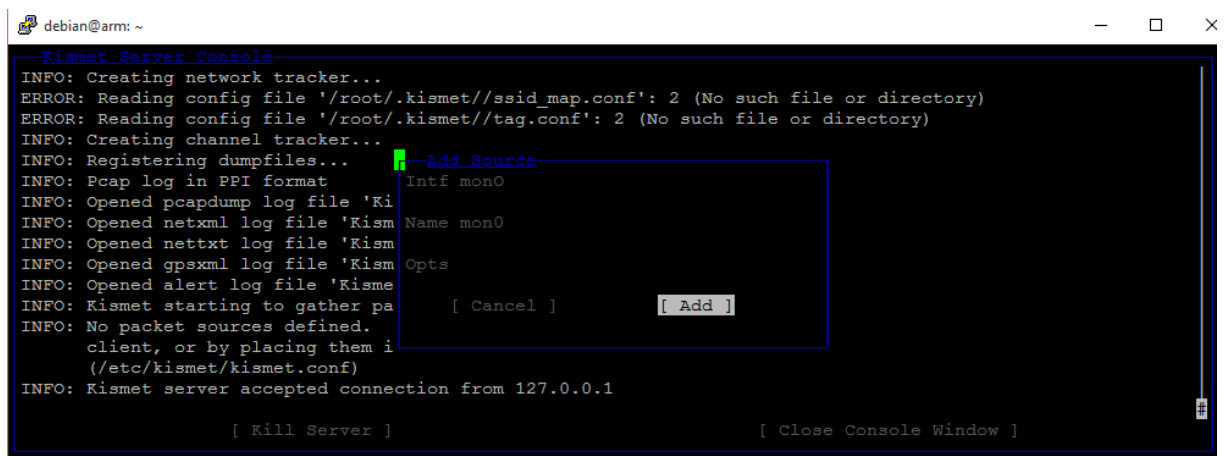 debian@arm: ~
Kismet Server Console
INFO: Creating network tracker...
ERROR: Reading config file '/root/.kismet//ssid_map.conf': 2 (No such file or directory)
ERROR: Reading config file '/root/.kismet//tag.conf': 2 (No such file or directory)
INFO: Creating channel tracker...
INFO: Registering dumpfiles...
INFO: Pcap log in PPI format
INFO: Opened pcapdump log file 'Ki
INFO: Opened netxml log file 'Kism
INFO: Opened nettxt log file 'Kism
INFO: Opened gpsxml log file 'Kism
INFO: Opened alert log file 'Kisme
INFO: Kismet starting to gather pa
INFO: No packet sources defined.
client, or by placing them i
(/etc/kismet/kismet.conf)
INFO: Kismet server accepted connection from 127.0.0.1
Add Source
Intf monO
Name mon0
Opts
[ Cancel ] [ Add ]
#
[ Kill Server ] [ Close Console Window ]